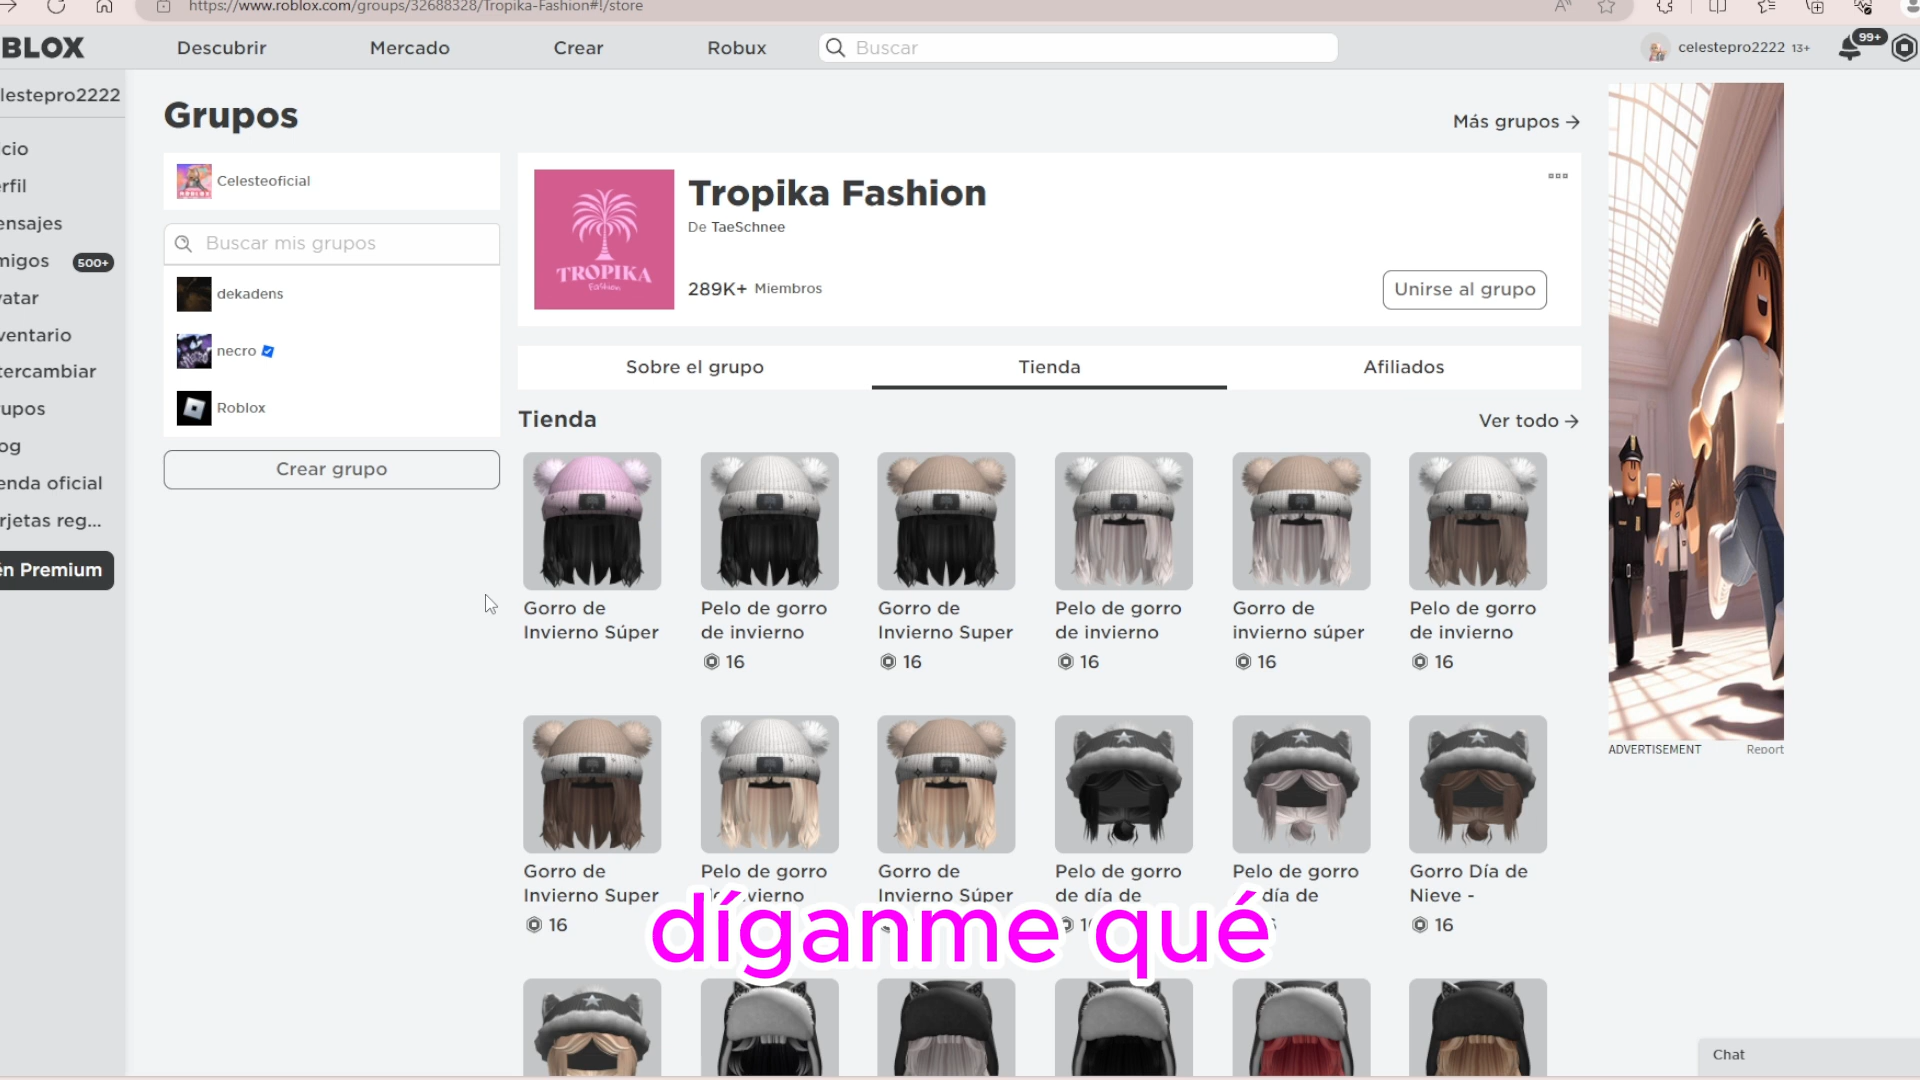 https://www.roblox.com/groups/32688328/Tropika-Fashion#!/store
BLOX
Descubrir
Mercado
Crear
Robux
Buscar
celestepro2222 13+
99+
lestepro2222
cio
rfil
ensajes
migos
500+
atar
ventario
tercambiar
upos
og
enda oficial
rjetas reg...
én Premium
Grupos
Más grupos →
Celesteoficial
Buscar mis grupos
dekadens
necro
Roblox
Crear grupo
TROPIKA
Fashion
Tropika Fashion
De TaeSchnee
289K+ Miembros
Unirse al grupo
Sobre el grupo
Tienda
Afiliados
Tienda
Ver todo →
Gorro de
Invierno Súper
Pelo de gorro
de invierno
16
Gorro de
Invierno Super
16
Pelo de gorro
de invierno
16
Gorro de
invierno súper
16
Pelo de gorro
de invierno
16
Gorro de
Invierno Super
16
Pelo de gorro
invierno
Gorro de
Invierno Súper
Pelo de gorro
de día de
Pelo de gorro
día de
Gorro Día de
Nieve -
16
díganme qué
ADVERTISEMENT
Report
Chat